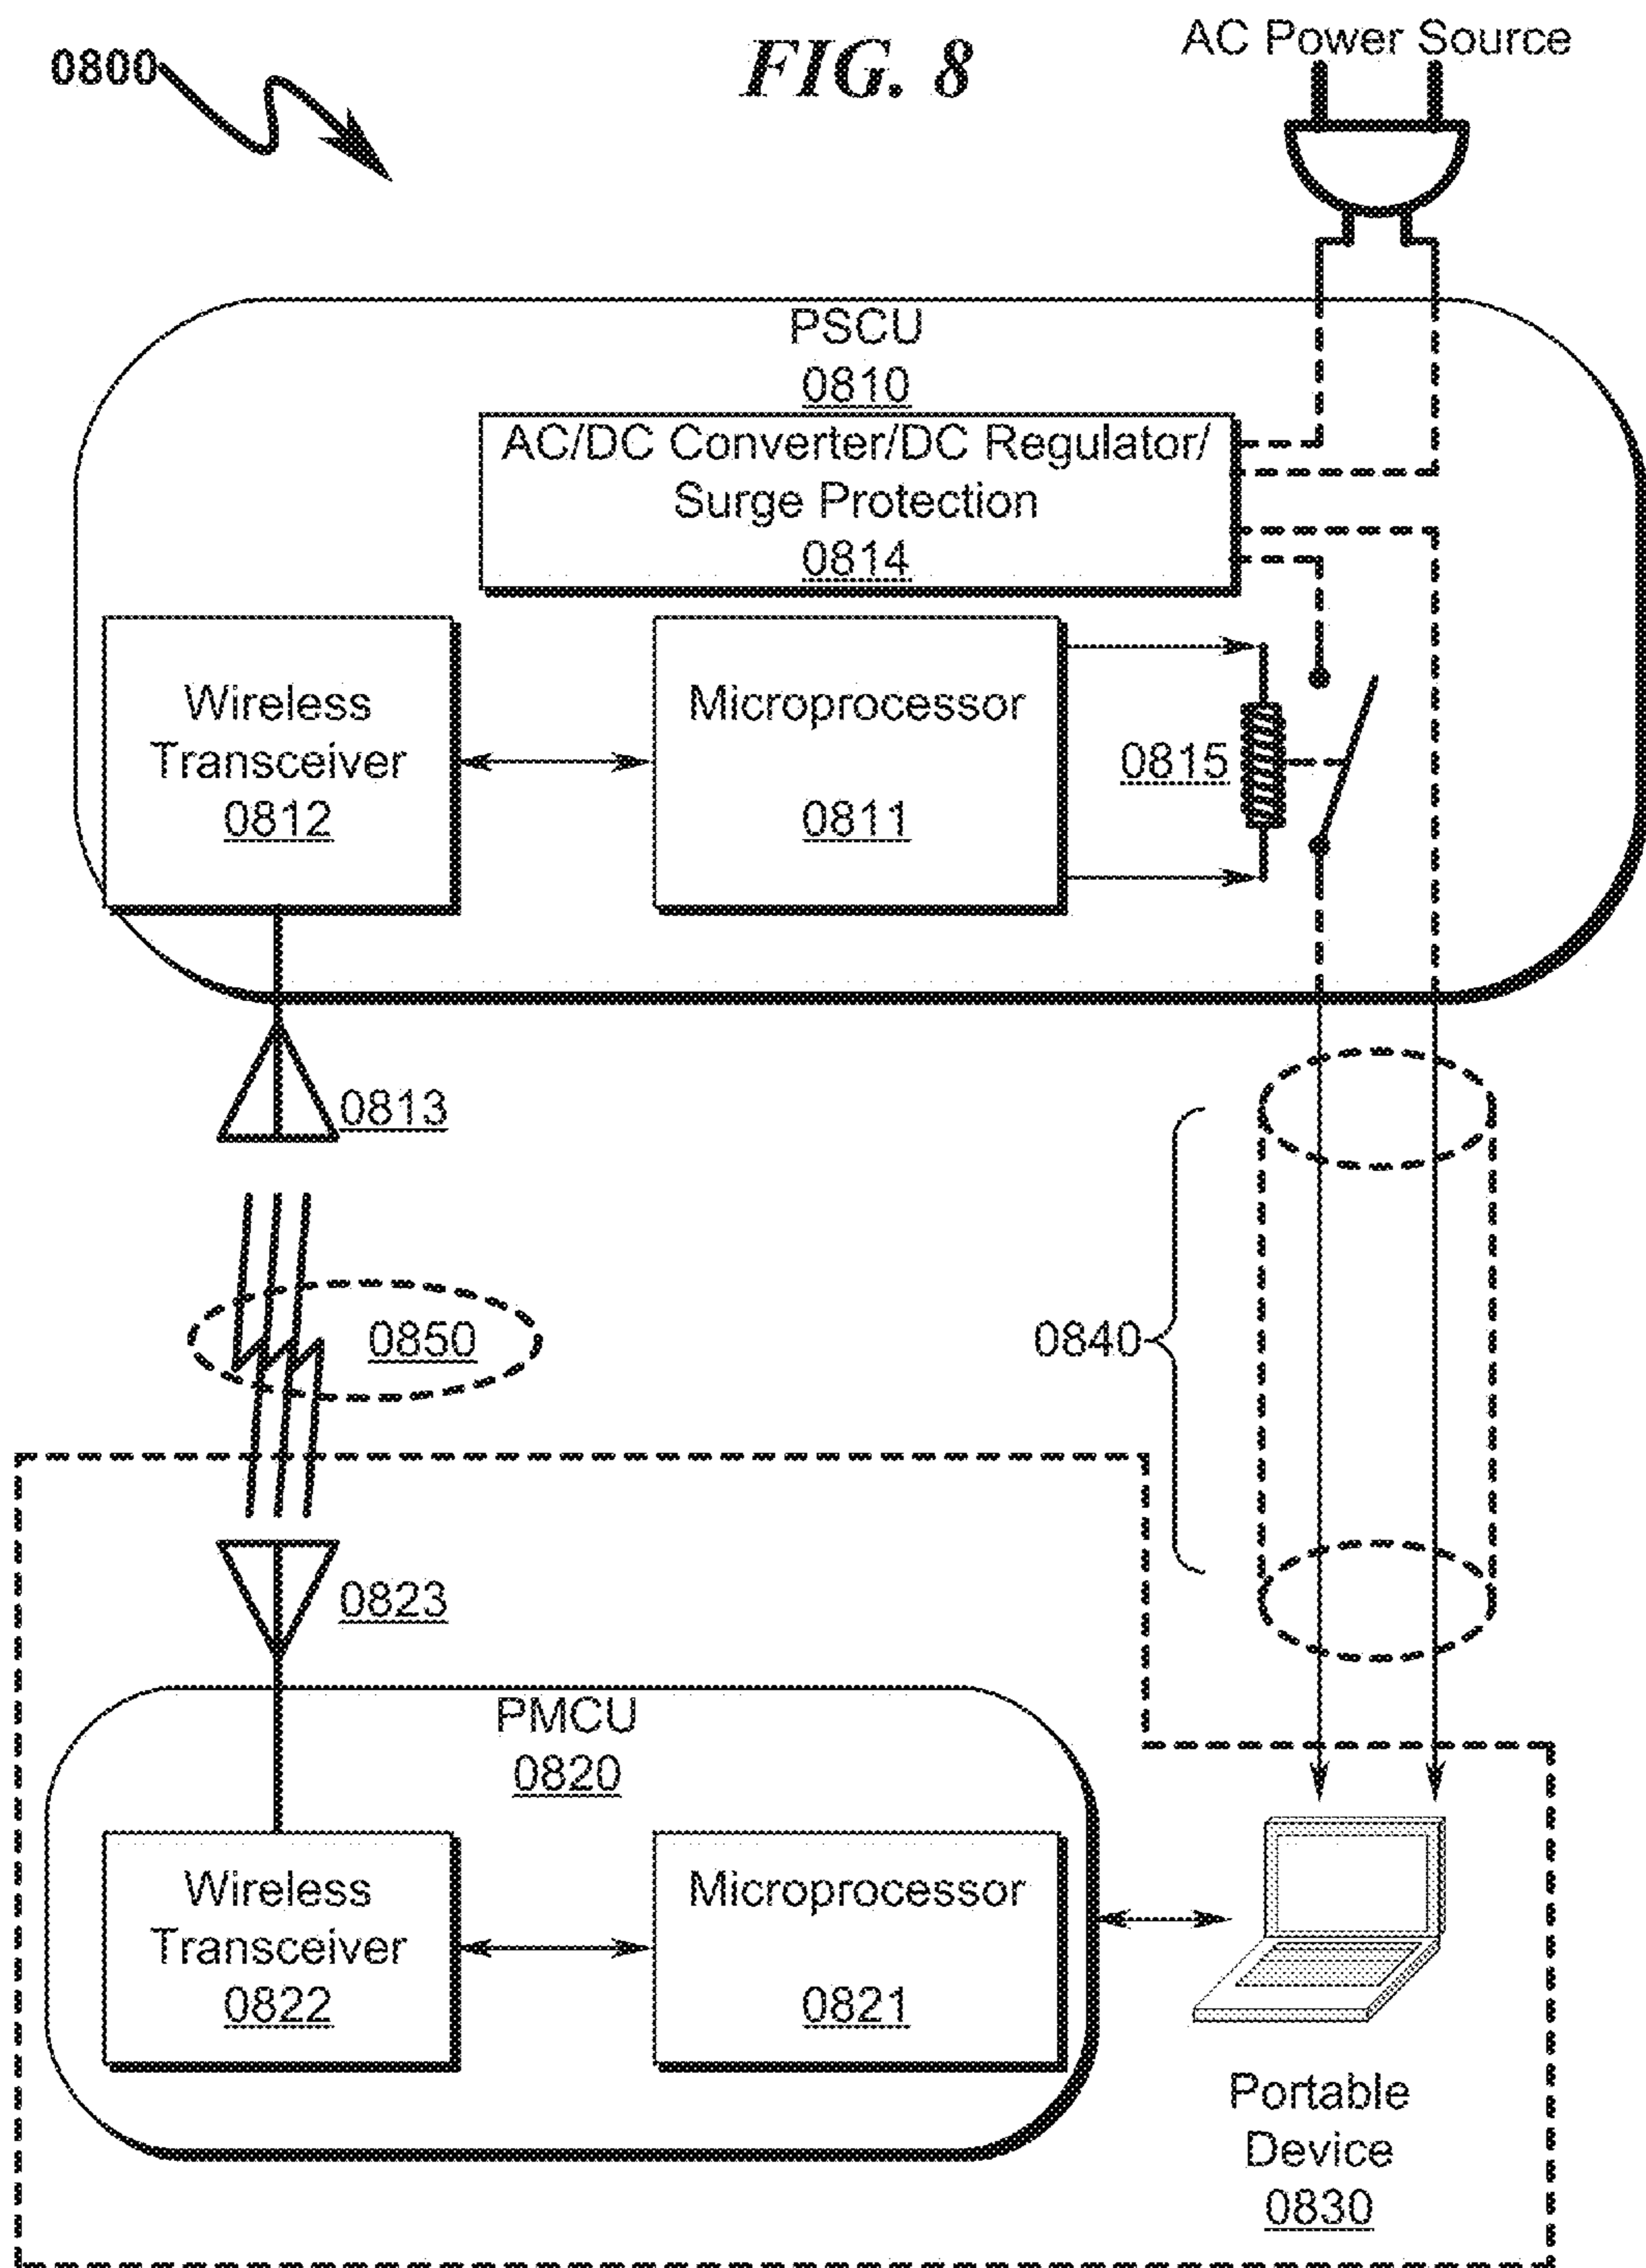 0800
FIG. 8
AC Power Source
PSCU
0810
AC/DC Converter/DC Regulator/
Surge Protection
0814
Wireless
Transceiver
0812
Microprocessor
0811
0815
0813
0850
0840
0823
PMCU
0820
Wireless
Transceiver
0822
Microprocessor
0821
Portable
Device
0830